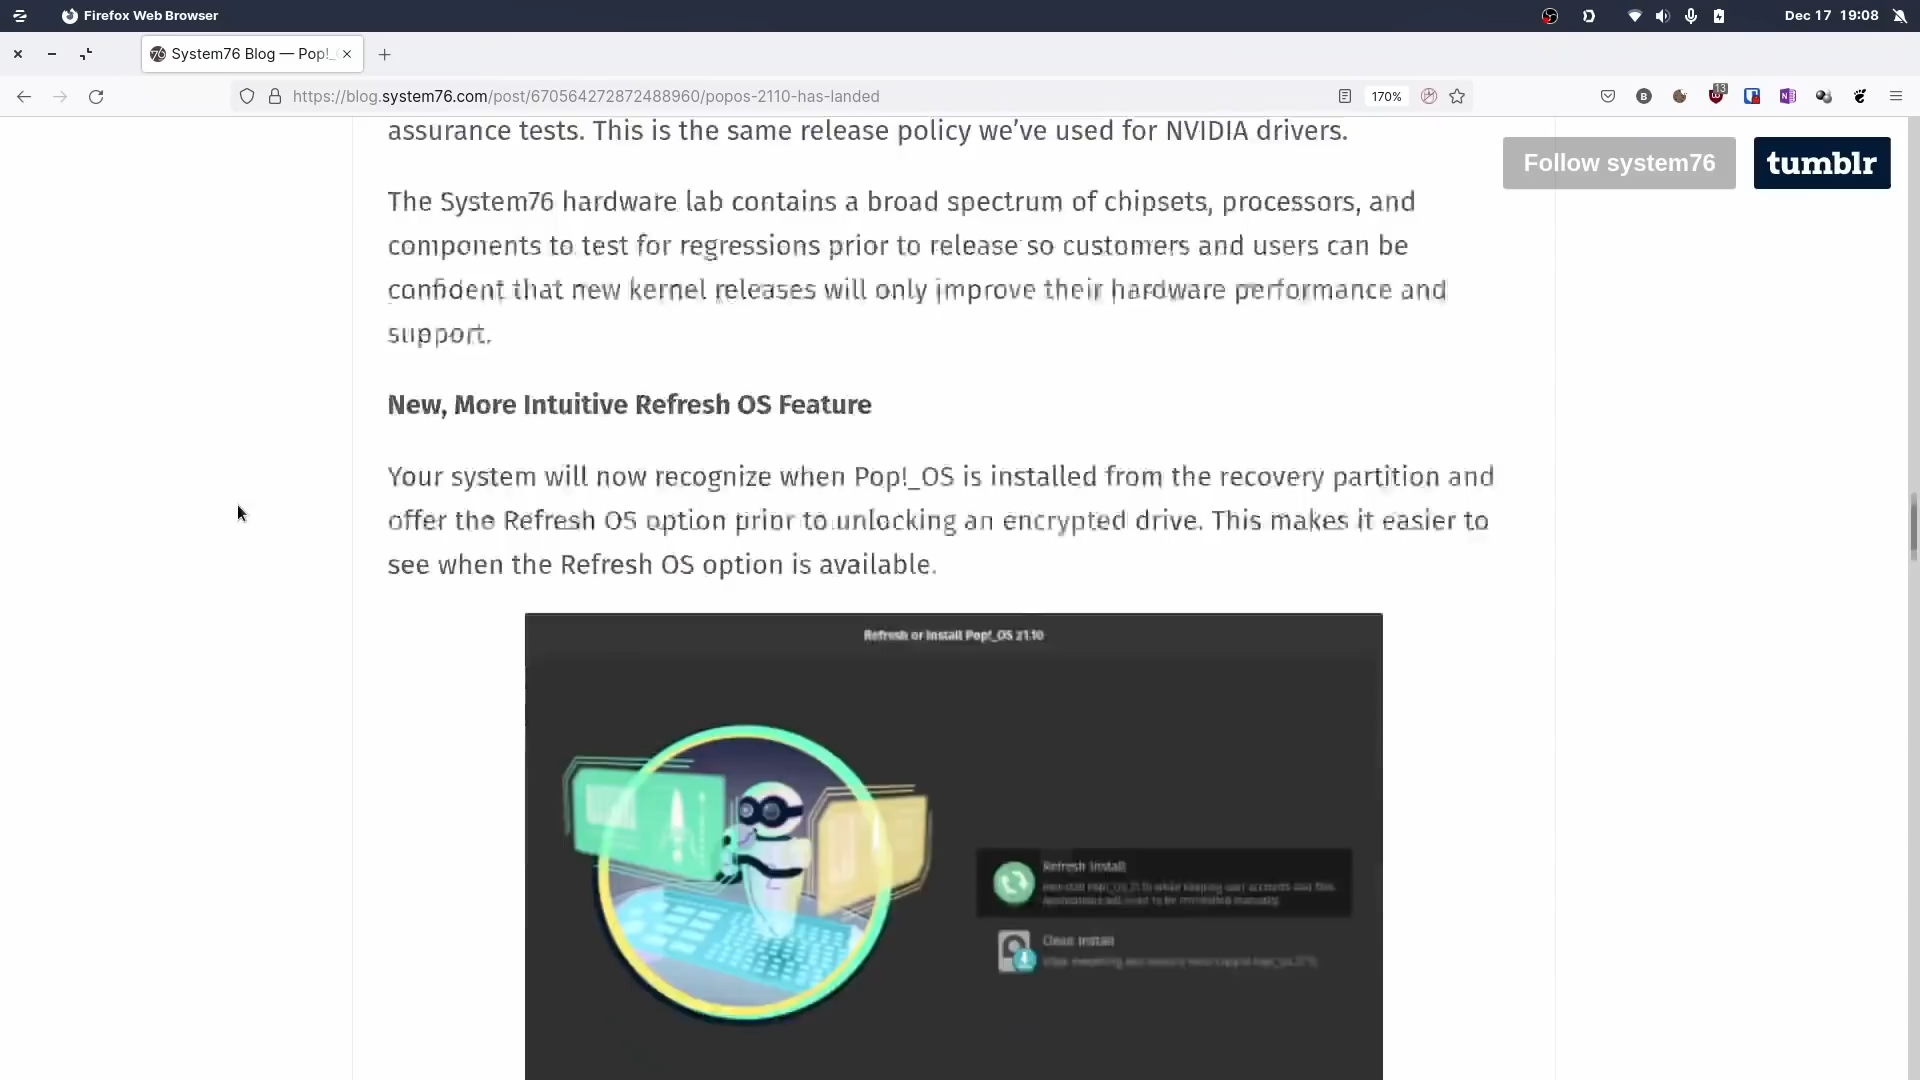 Firefox Web Browser
Dec 17 19:08
System76 Blog — Pop!_
https://blog.system76.com/post/670564272872488960/popos-2110-has-landed
170%
13
assurance tests. This is the same release policy we’ve used for NVIDIA drivers.
Follow system76
tumblr
The System76 hardware lab contains a broad spectrum of chipsets, processors, and
components to test for regressions prior to release so customers and users can be
confident that new kernel releases will only improve their hardware performance and
support.
New, More Intuitive Refresh OS Feature
Your system will now recognize when Pop!_OS is installed from the recovery partition and
offer the Refresh OS option prior to unlocking an encrypted drive. This makes it easier to
see when the Refresh OS option is available.
Refresh or Install Pop!_OS 21.10
Refresh Install
Clean Install